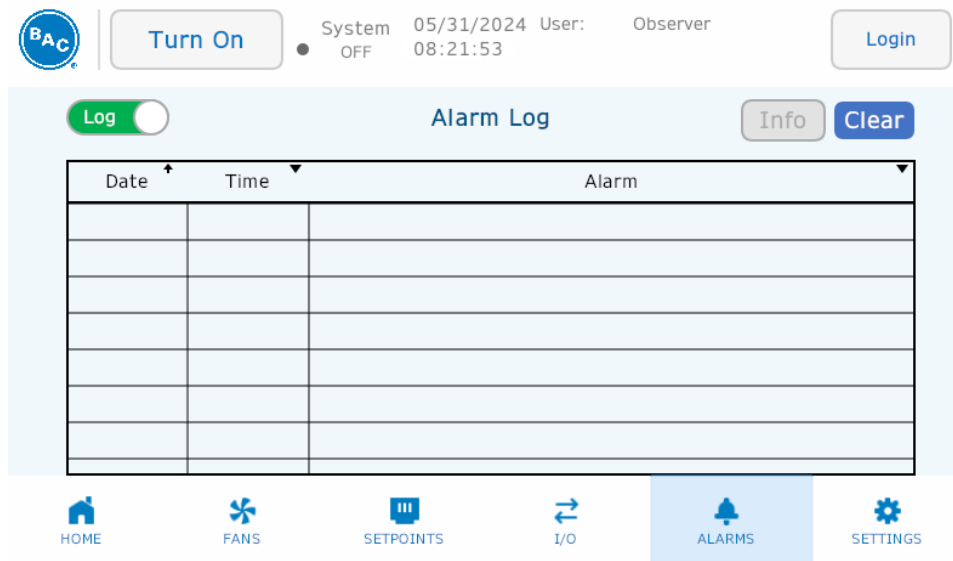 BAC
Turn On
System
OFF
05/31/2024
08:21:53
User:
Observer
Login
Log
Alarm Log
Info
Clear
Date
Time
Alarm
HOME
FANS
SETPOINTS
I/O
ALARMS
SETTINGS